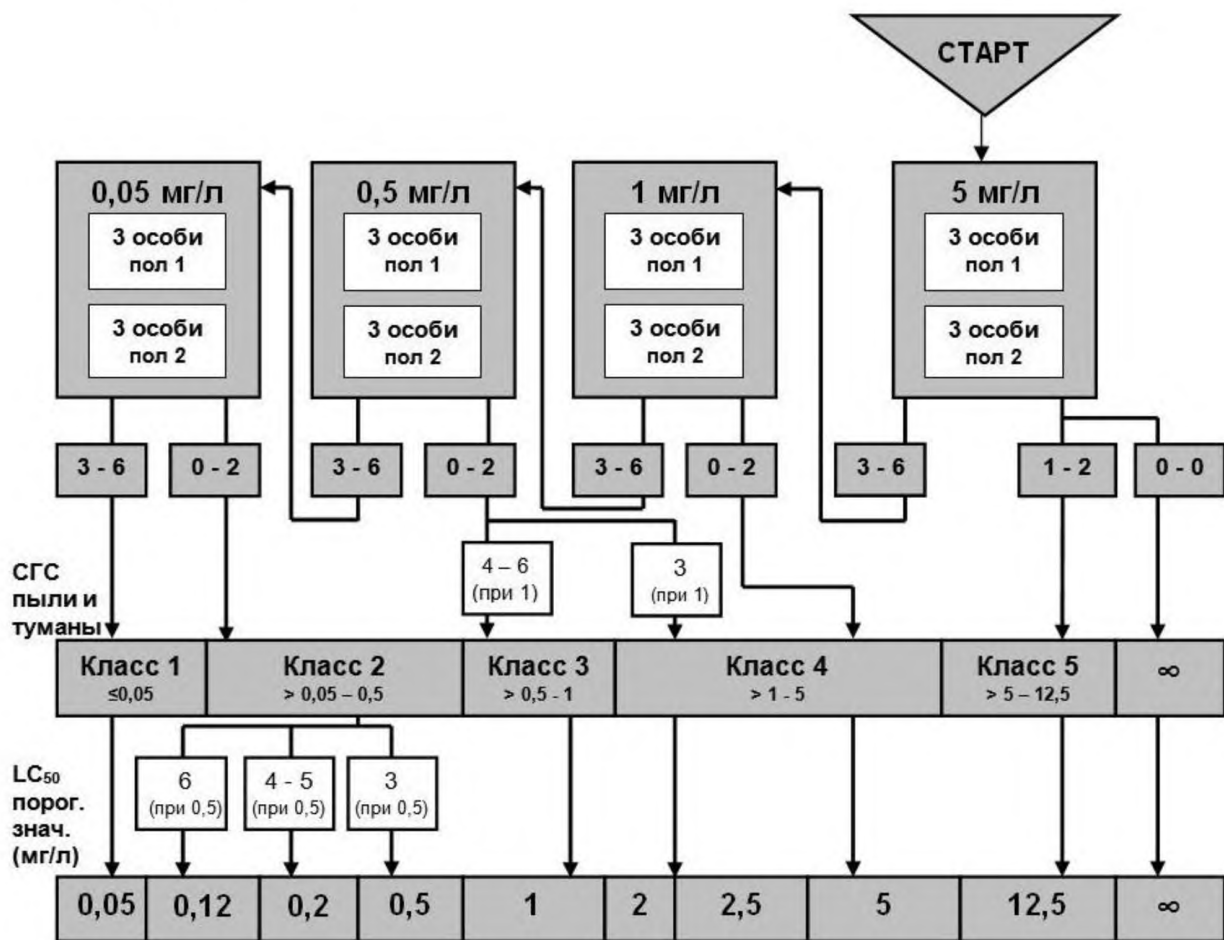 СТАРТ
0,05 мг/л
3 особи
пол 1
3 особи
пол 2
0,5 мг/л
3 особи
пол 1
3 особи
пол 2
1 мг/л
3 особи
пол 1
3 особи
пол 2
5 мг/л
3 особи
пол 1
3 особи
пол 2
3 - 6
0 - 2
3 - 6
0 - 2
3 - 6
0 - 2
3 - 6
1 - 2
0 - 0
4 – 6
(при 1)
3
(при 1)
СГС
пыли и
туманы
Класс 1
≤0,05
Класс 2
> 0,05 – 0,5
Класс 3
> 0,5 - 1
Класс 4
> 1 - 5
Класс 5
> 5 – 12,5
∞
6
(при 0,5)
4 - 5
(при 0,5)
3
(при 0,5)
LC₅₀
порог.
знач.
(мг/л)
0,05
0,12
0,2
0,5
1
2
2,5
5
12,5
∞